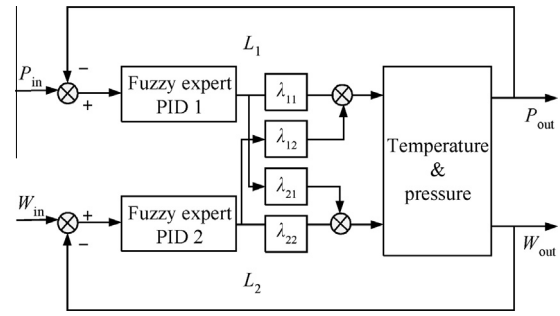 L1
Pin
−
+
Fuzzy expert
PID 1
λ11
λ12
Pout
Temperature
&
pressure
Win
+
−
Fuzzy expert
PID 2
λ21
λ22
Wout
L2